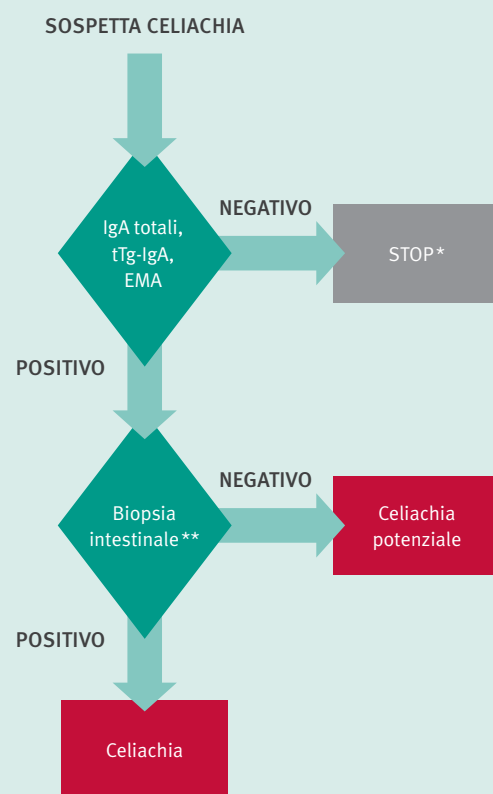 SOSPETTA CELIACHIA
IgA totali,
tTg-IgA,
EMA
NEGATIVO
STOP*
POSITIVO
Biopsia
intestinale**
NEGATIVO
Celiachia
potenziale
POSITIVO
Celiachia